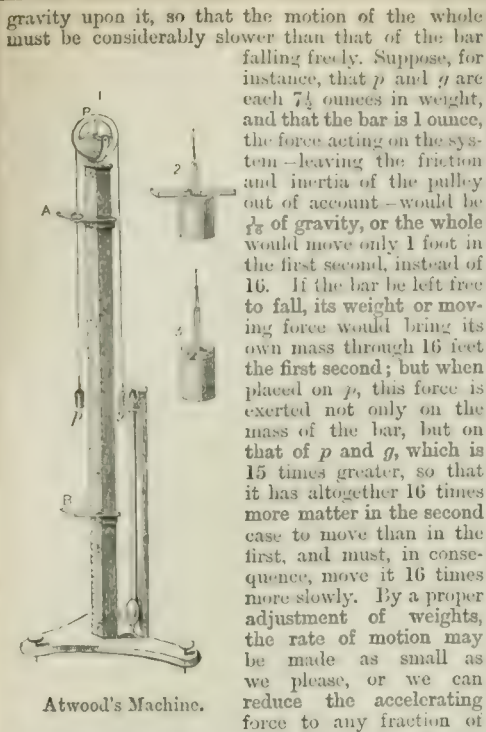 gravity upon it, so that the motion of the whole
must be considerably slower than that of the bar
falling freely. Suppose, for
instance, that p and g are
each 7½ ounces in weight,
and that the bar is 1 ounce,
the force acting on the sys-
tem—leaving the friction
and inertia of the pulley
out of account—would be
1/16 of gravity, or the whole
would move only 1 foot in
the first second, instead of
16. If the bar be left free
to fall, its weight or mov-
ing force would bring its
own mass through 16 feet
the first second; but when
placed on p, this force is
exerted not only on the
mass of the bar, but on
that of p and g, which is
15 times greater, so that
it has altogether 16 times
more matter in the second
case to move than in the
first, and must, in conse-
quence, move it 16 times
more slowly. By a proper
adjustment of weights,
the rate of motion may
be made as small as
we please, or we can
reduce the accelerating
force to any fraction of
1
P
2
A
p
B
Atwood's Machine.